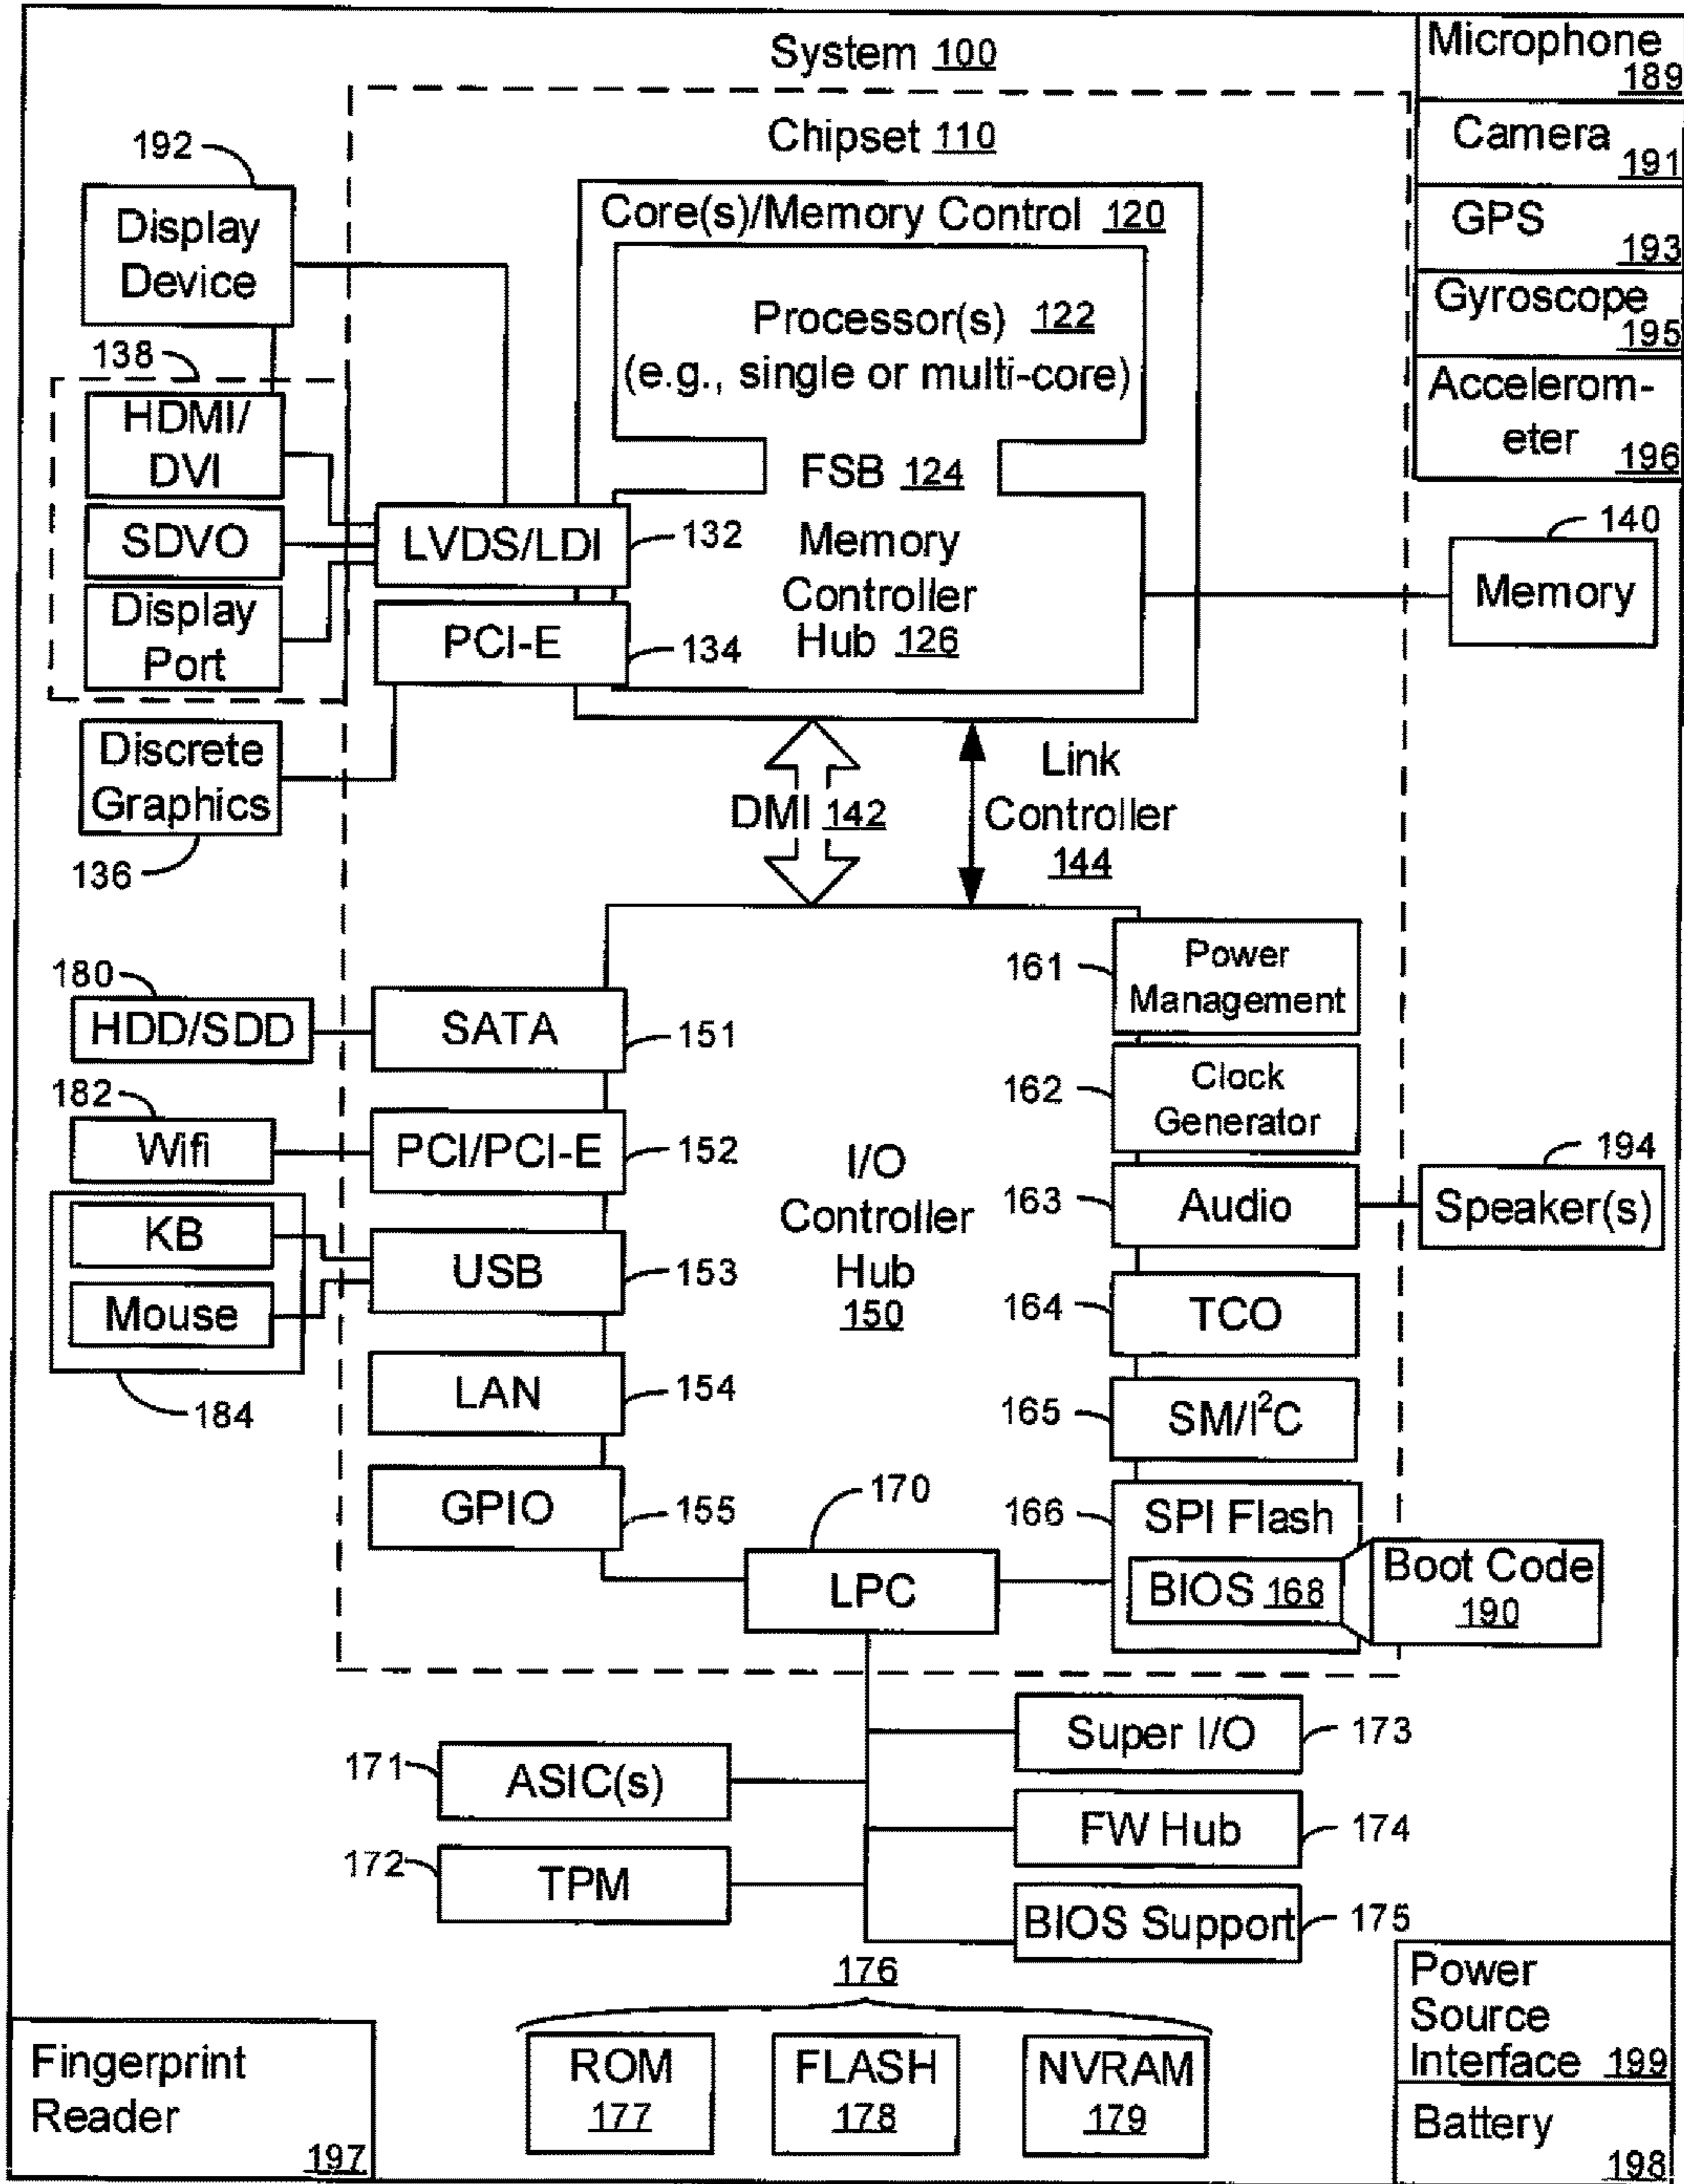 System 100
Microphone
189
Camera
191
GPS
193
Gyroscope
195
Accelerom-
eter
196
Chipset 110
192
Display
Device
Core(s)/Memory Control 120
Processor(s) 122
(e.g., single or multi-core)
FSB 124
Memory
Controller
Hub 126
138
HDMI/
DVI
SDVO
Display
Port
LVDS/LDI
132
PCI-E
134
140
Memory
Discrete
Graphics
136
DMI 142
Link
Controller
144
180
HDD/SDD
SATA
151
182
Wifi
PCI/PCI-E
152
KB
Mouse
184
USB
153
LAN
154
GPIO
155
I/O
Controller
Hub
150
161
Power
Management
162
Clock
Generator
163
Audio
194
Speaker(s)
164
TCO
165
SM/I²C
166
SPI Flash
BIOS 168
Boot Code
190
170
LPC
171
ASIC(s)
172
TPM
Super I/O
173
FW Hub
174
BIOS Support
175
176
ROM
177
FLASH
178
NVRAM
179
Fingerprint
Reader
197
Power
Source
Interface 199
Battery
198